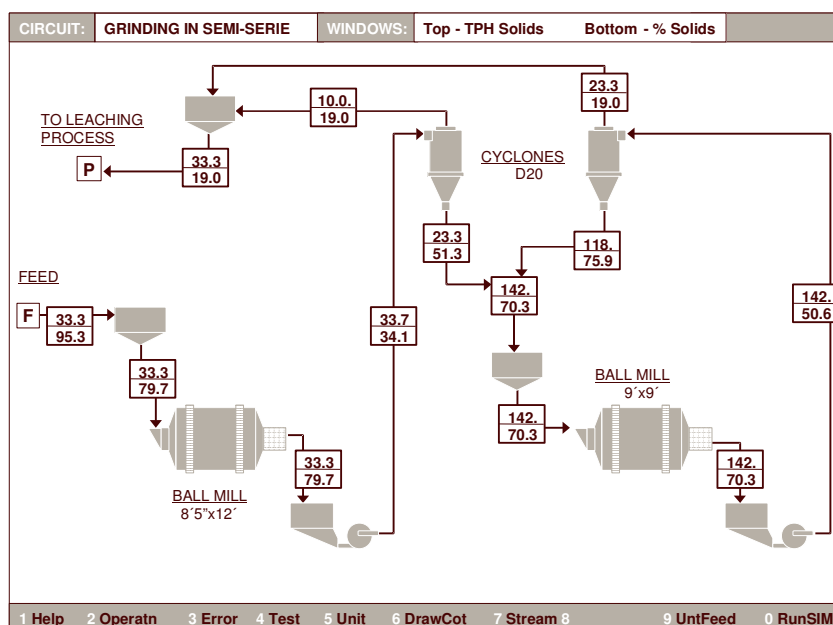 CIRCUIT: GRINDING IN SEMI-SERIE WINDOWS: Top - TPH Solids Bottom - % Solids
23.3
19.0
10.0.
19.0
TO LEACHING
PROCESS
P
33.3
19.0
CYCLONES
D20
23.3
51.3
118.
75.9
FEED
F
33.3
95.3
142.
70.3
33.7
34.1
142.
50.6
33.3
79.7
BALL MILL
9´x9´
142.
70.3
33.3
79.7
142.
70.3
BALL MILL
8´5"x12´
1 Help 2 Operatn 3 Error 4 Test 5 Unit 6 DrawCot 7 Stream 8 9 UntFeed 0 RunSIM